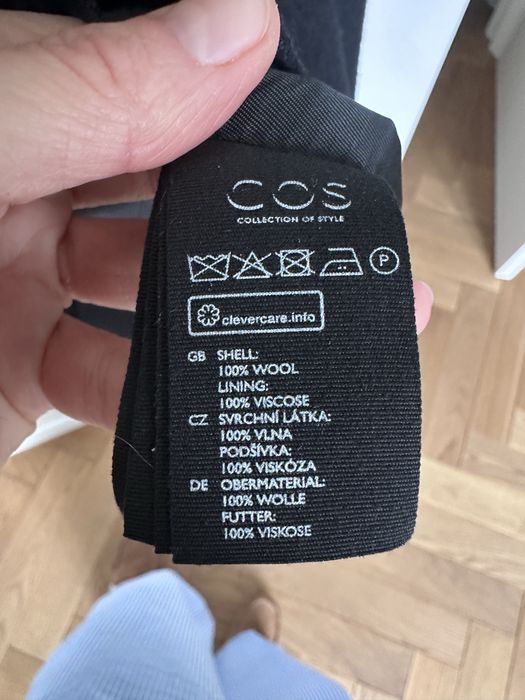 COS
COLLECTION OF STYLE
P
clevercare.info
GB SHELL:
100% WOOL
LINING:
100% VISCOSE
CZ SVRCHNÍ LÁTKA:
100% VLNA
PODŠÍVKA:
100% VISKÓZA
DE OBERMATERIAL:
100% WOLLE
FUTTER:
100% VISKOSE